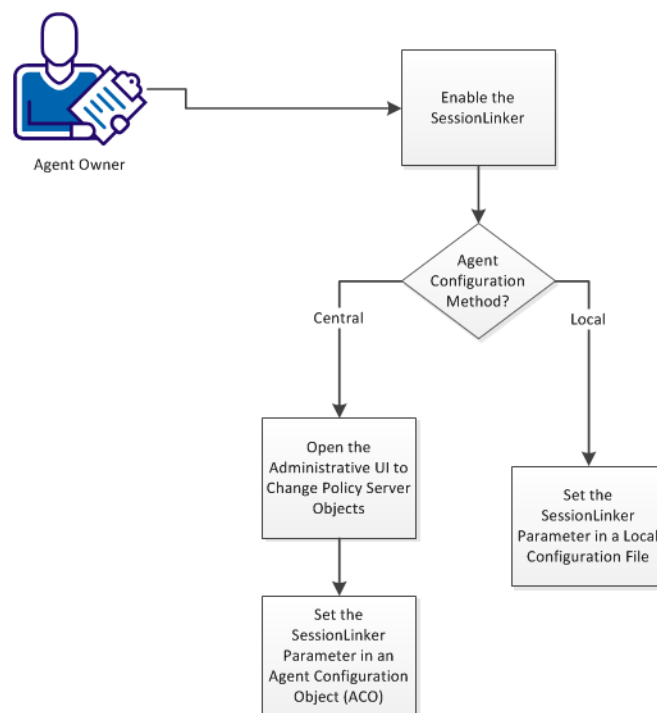 Enable the
SessionLinker
Agent Owner
Agent
Configuration
Method?
Central
Local
Open the
Administrative UI to
Change Policy Server
Objects
Set the
SessionLinker
Parameter in a Local
Configuration File
Set the
SessionLinker
Parameter in an
Agent Configuration
Object (ACO)